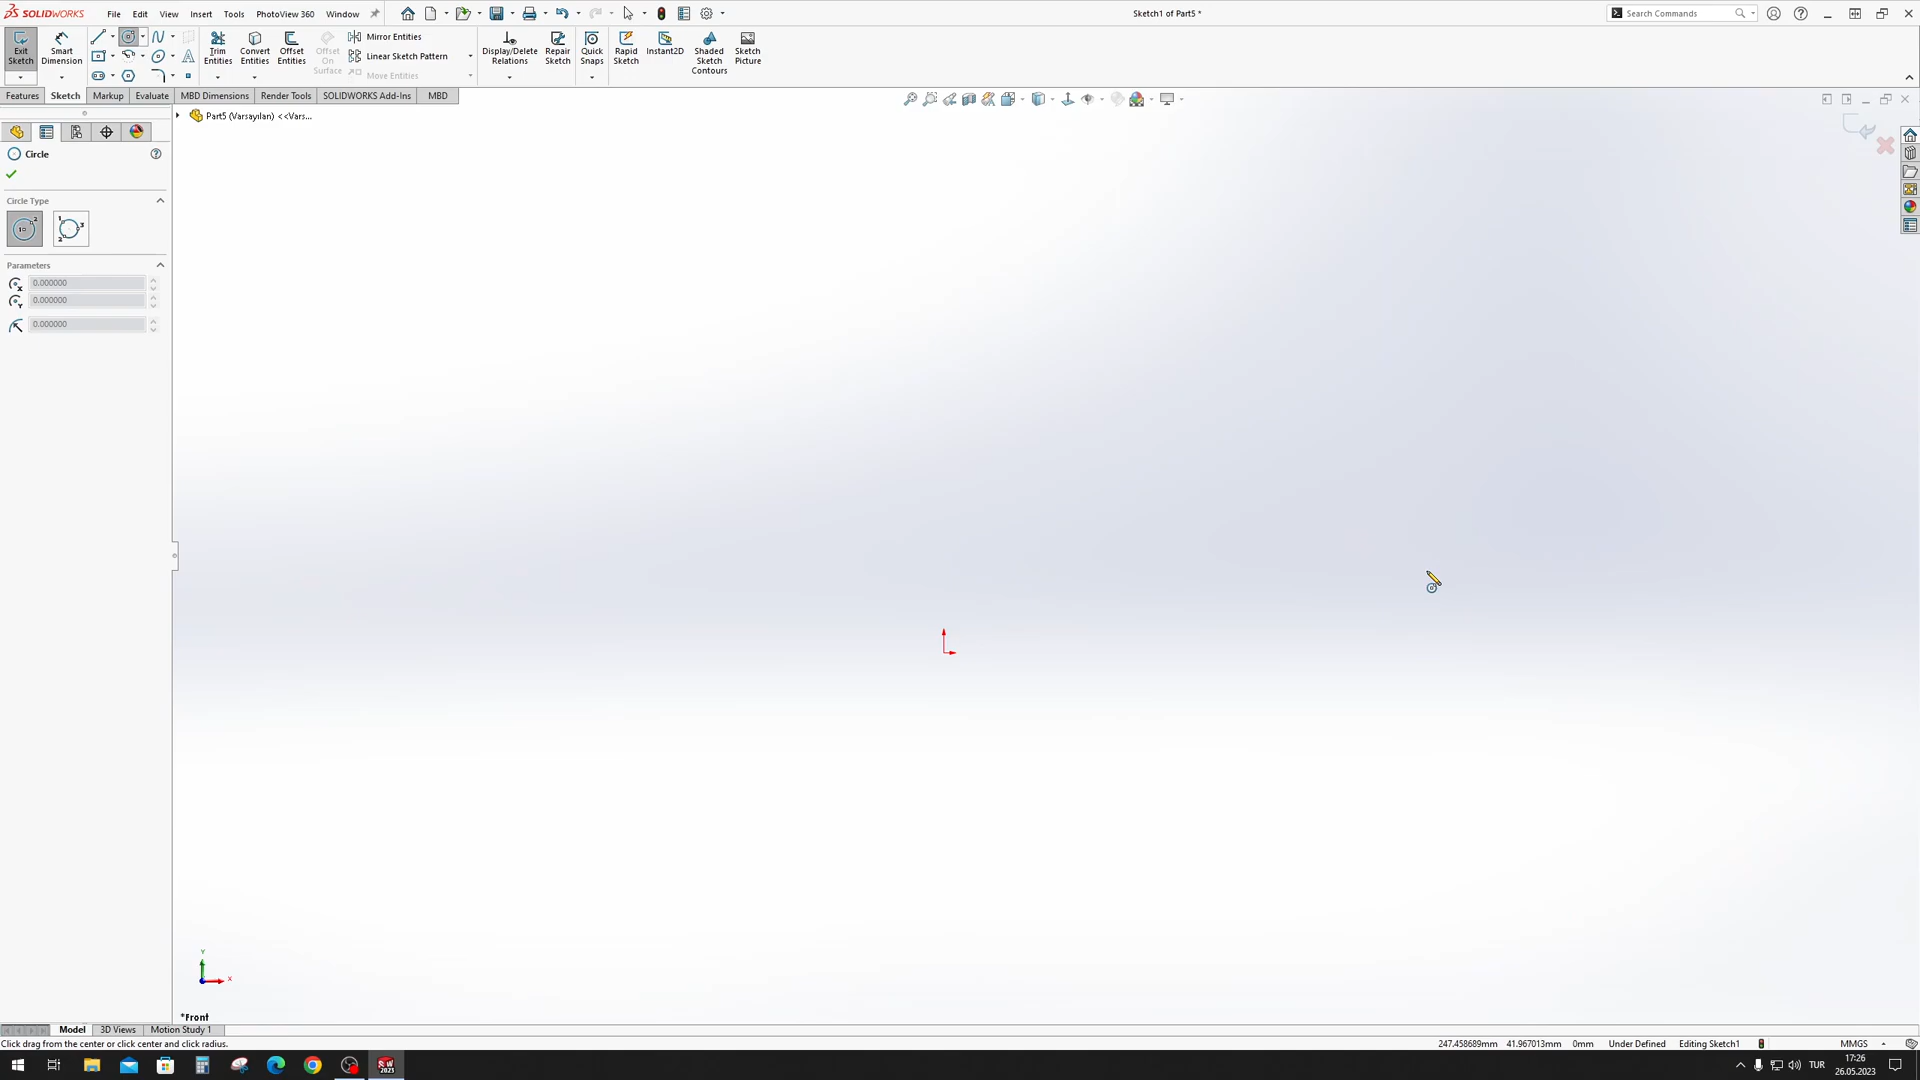 SOLIDWORKS File Edit View Insert Tools PhotoView 360 Window
Sketch1 of Part5 *
Search Commands
Exit Sketch
Smart Dimension
Trim Entities
Convert Entities
Offset Entities
Offset On Surface
Mirror Entities
Linear Sketch Pattern
Move Entities
Display/Delete Relations
Repair Sketch
Quick Snaps
Rapid Sketch
Instant2D
Shaded Sketch Contours
Sketch Picture
Features Sketch Markup Evaluate MBD Dimensions Render Tools SOLIDWORKS Add-Ins MBD
Part5 (Varsayılan) <<Vars...
Circle
Circle Type
Parameters
0.000000
0.000000
0.000000
Y
X
*Front
Model 3D Views Motion Study 1
Click drag from the center or click center and click radius.
247.458689mm 41.967013mm 0mm Under Defined Editing Sketch1 MMGS
TUR
17:26
26.05.2023